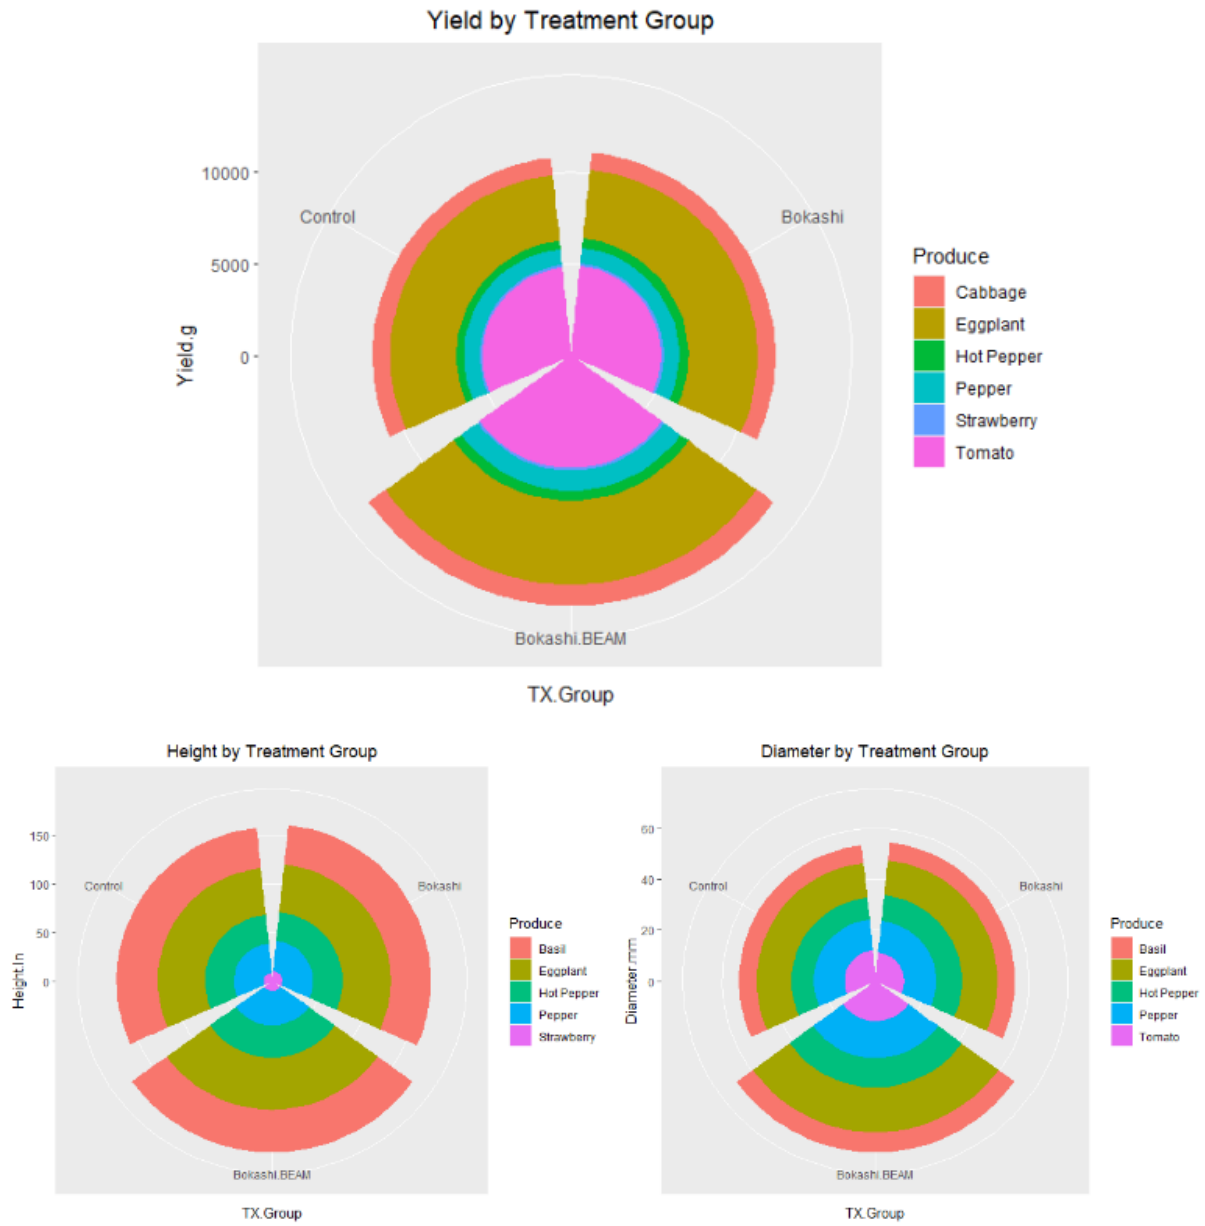 Yield by Treatment Group
10000
5000
0
Yield.g
Control
Bokashi
Bokashi.BEAM
TX.Group
Produce
Cabbage
Eggplant
Hot Pepper
Pepper
Strawberry
Tomato
Height by Treatment Group
150
100
50
0
Height.In
Control
Bokashi
Bokashi.BEAM
TX.Group
Produce
Basil
Eggplant
Hot Pepper
Pepper
Strawberry
Diameter by Treatment Group
60
40
20
0
Diameter.mm
Control
Bokashi
Bokashi.BEAM
TX.Group
Produce
Basil
Eggplant
Hot Pepper
Pepper
Tomato